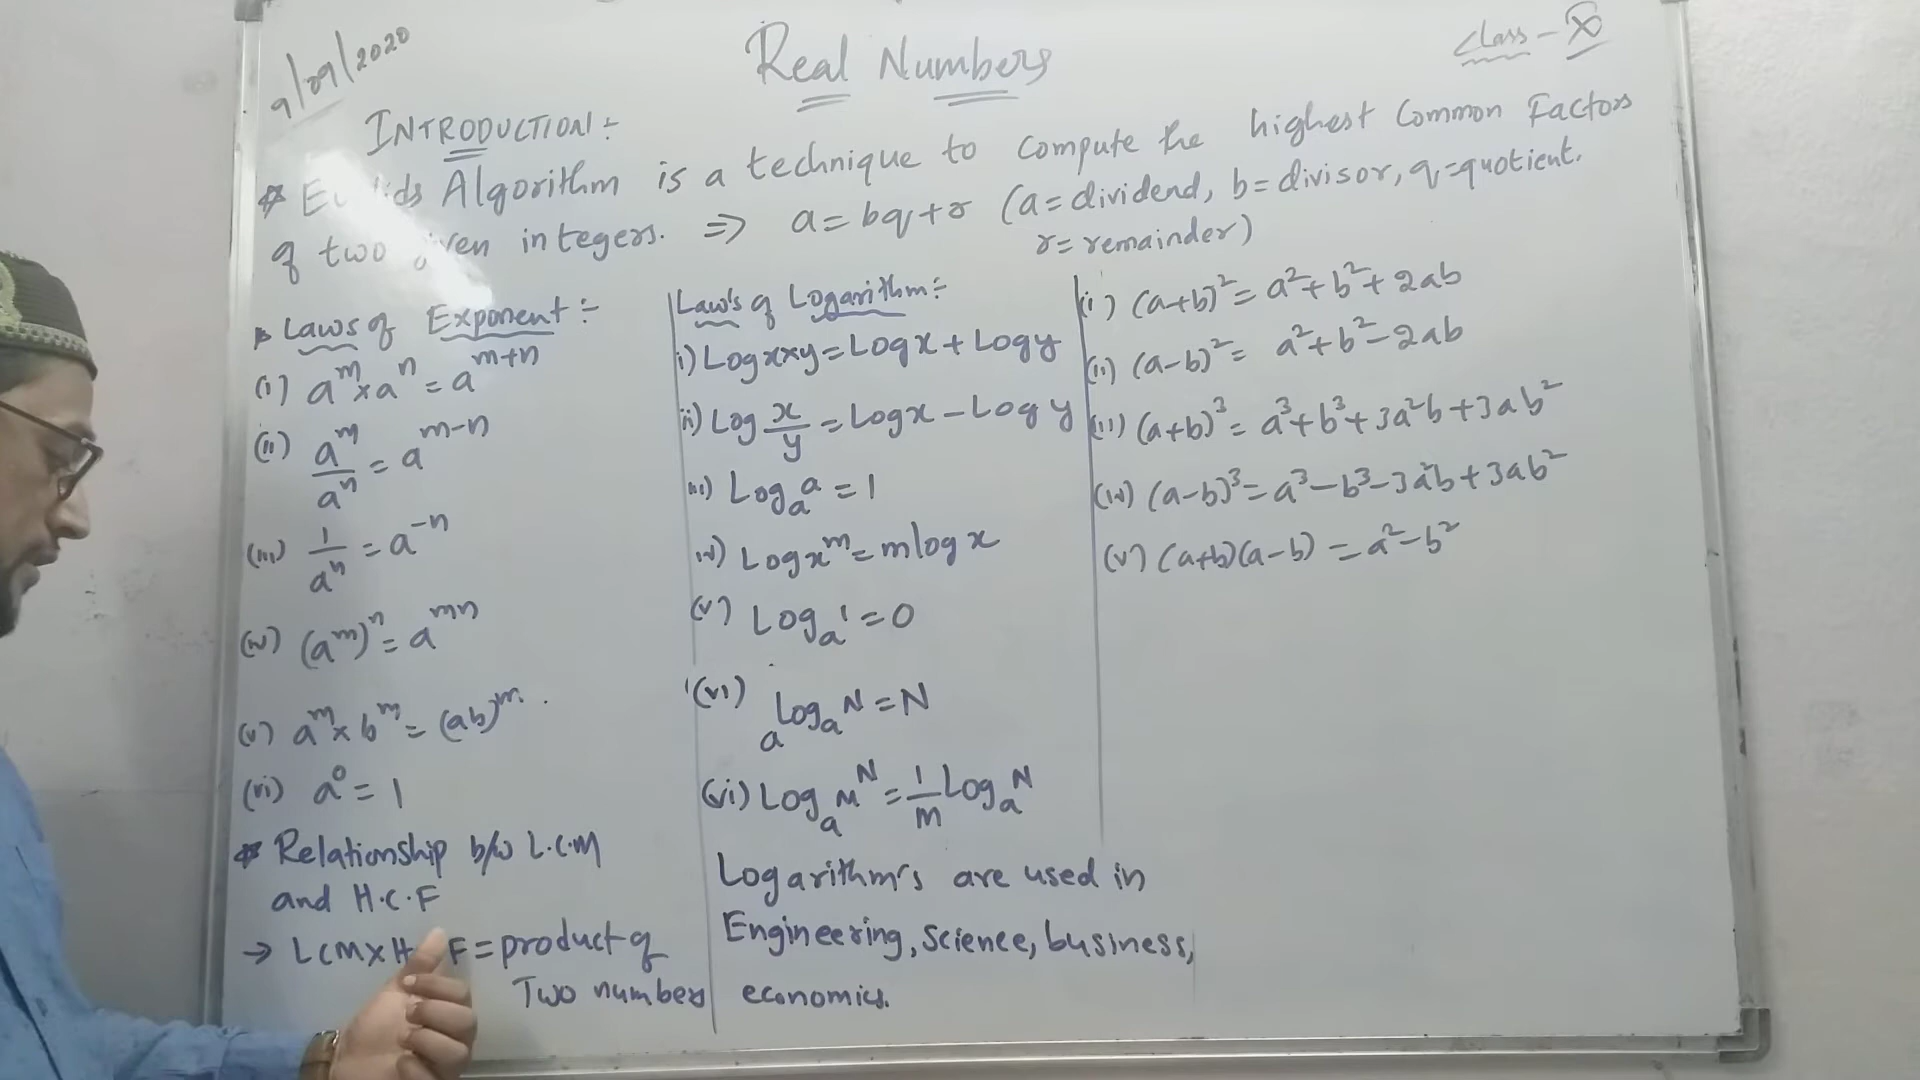 9/09/2020
Real Numbers
Class - X
INTRODUCTION :-
* Euclids Algorithm is a technique to compute the highest Common Factors
of two given integers. ⇒ a = bq + r (a = dividend, b = divisor, q = quotient.
r = remainder)
Laws of Exponent :-
(i) a^m × a^n = a^(m+n)
(ii) a^m / a^n = a^(m-n)
(iii) 1 / a^n = a^(-n)
(iv) (a^m)^n = a^(mn)
(v) a^m × b^m = (ab)^m.
(vi) a^0 = 1
* Relationship b/w L.C.M
and H.C.F
→ LCM × H F = product of
Two numbers
Law's of Logarithm :-
i) Log x×y = Log x + Log y
ii) Log x/y = Log x - Log y
iii) Log_a a = 1
iv) Log x^m = m log x
(v) Log_a 1 = 0
(vi) a^(Log_a N) = N
(vi) Log_(a^M) N = 1/m Log_a N
Logarithm's are used in
Engineering, Science, business,
economics.
(i) (a+b)² = a² + b² + 2ab
(ii) (a-b)² = a² + b² - 2ab
(iii) (a+b)³ = a³ + b³ + 3a²b + 3ab²
(iv) (a-b)³ = a³ - b³ - 3a²b + 3ab²
(v) (a+b)(a-b) = a² - b²